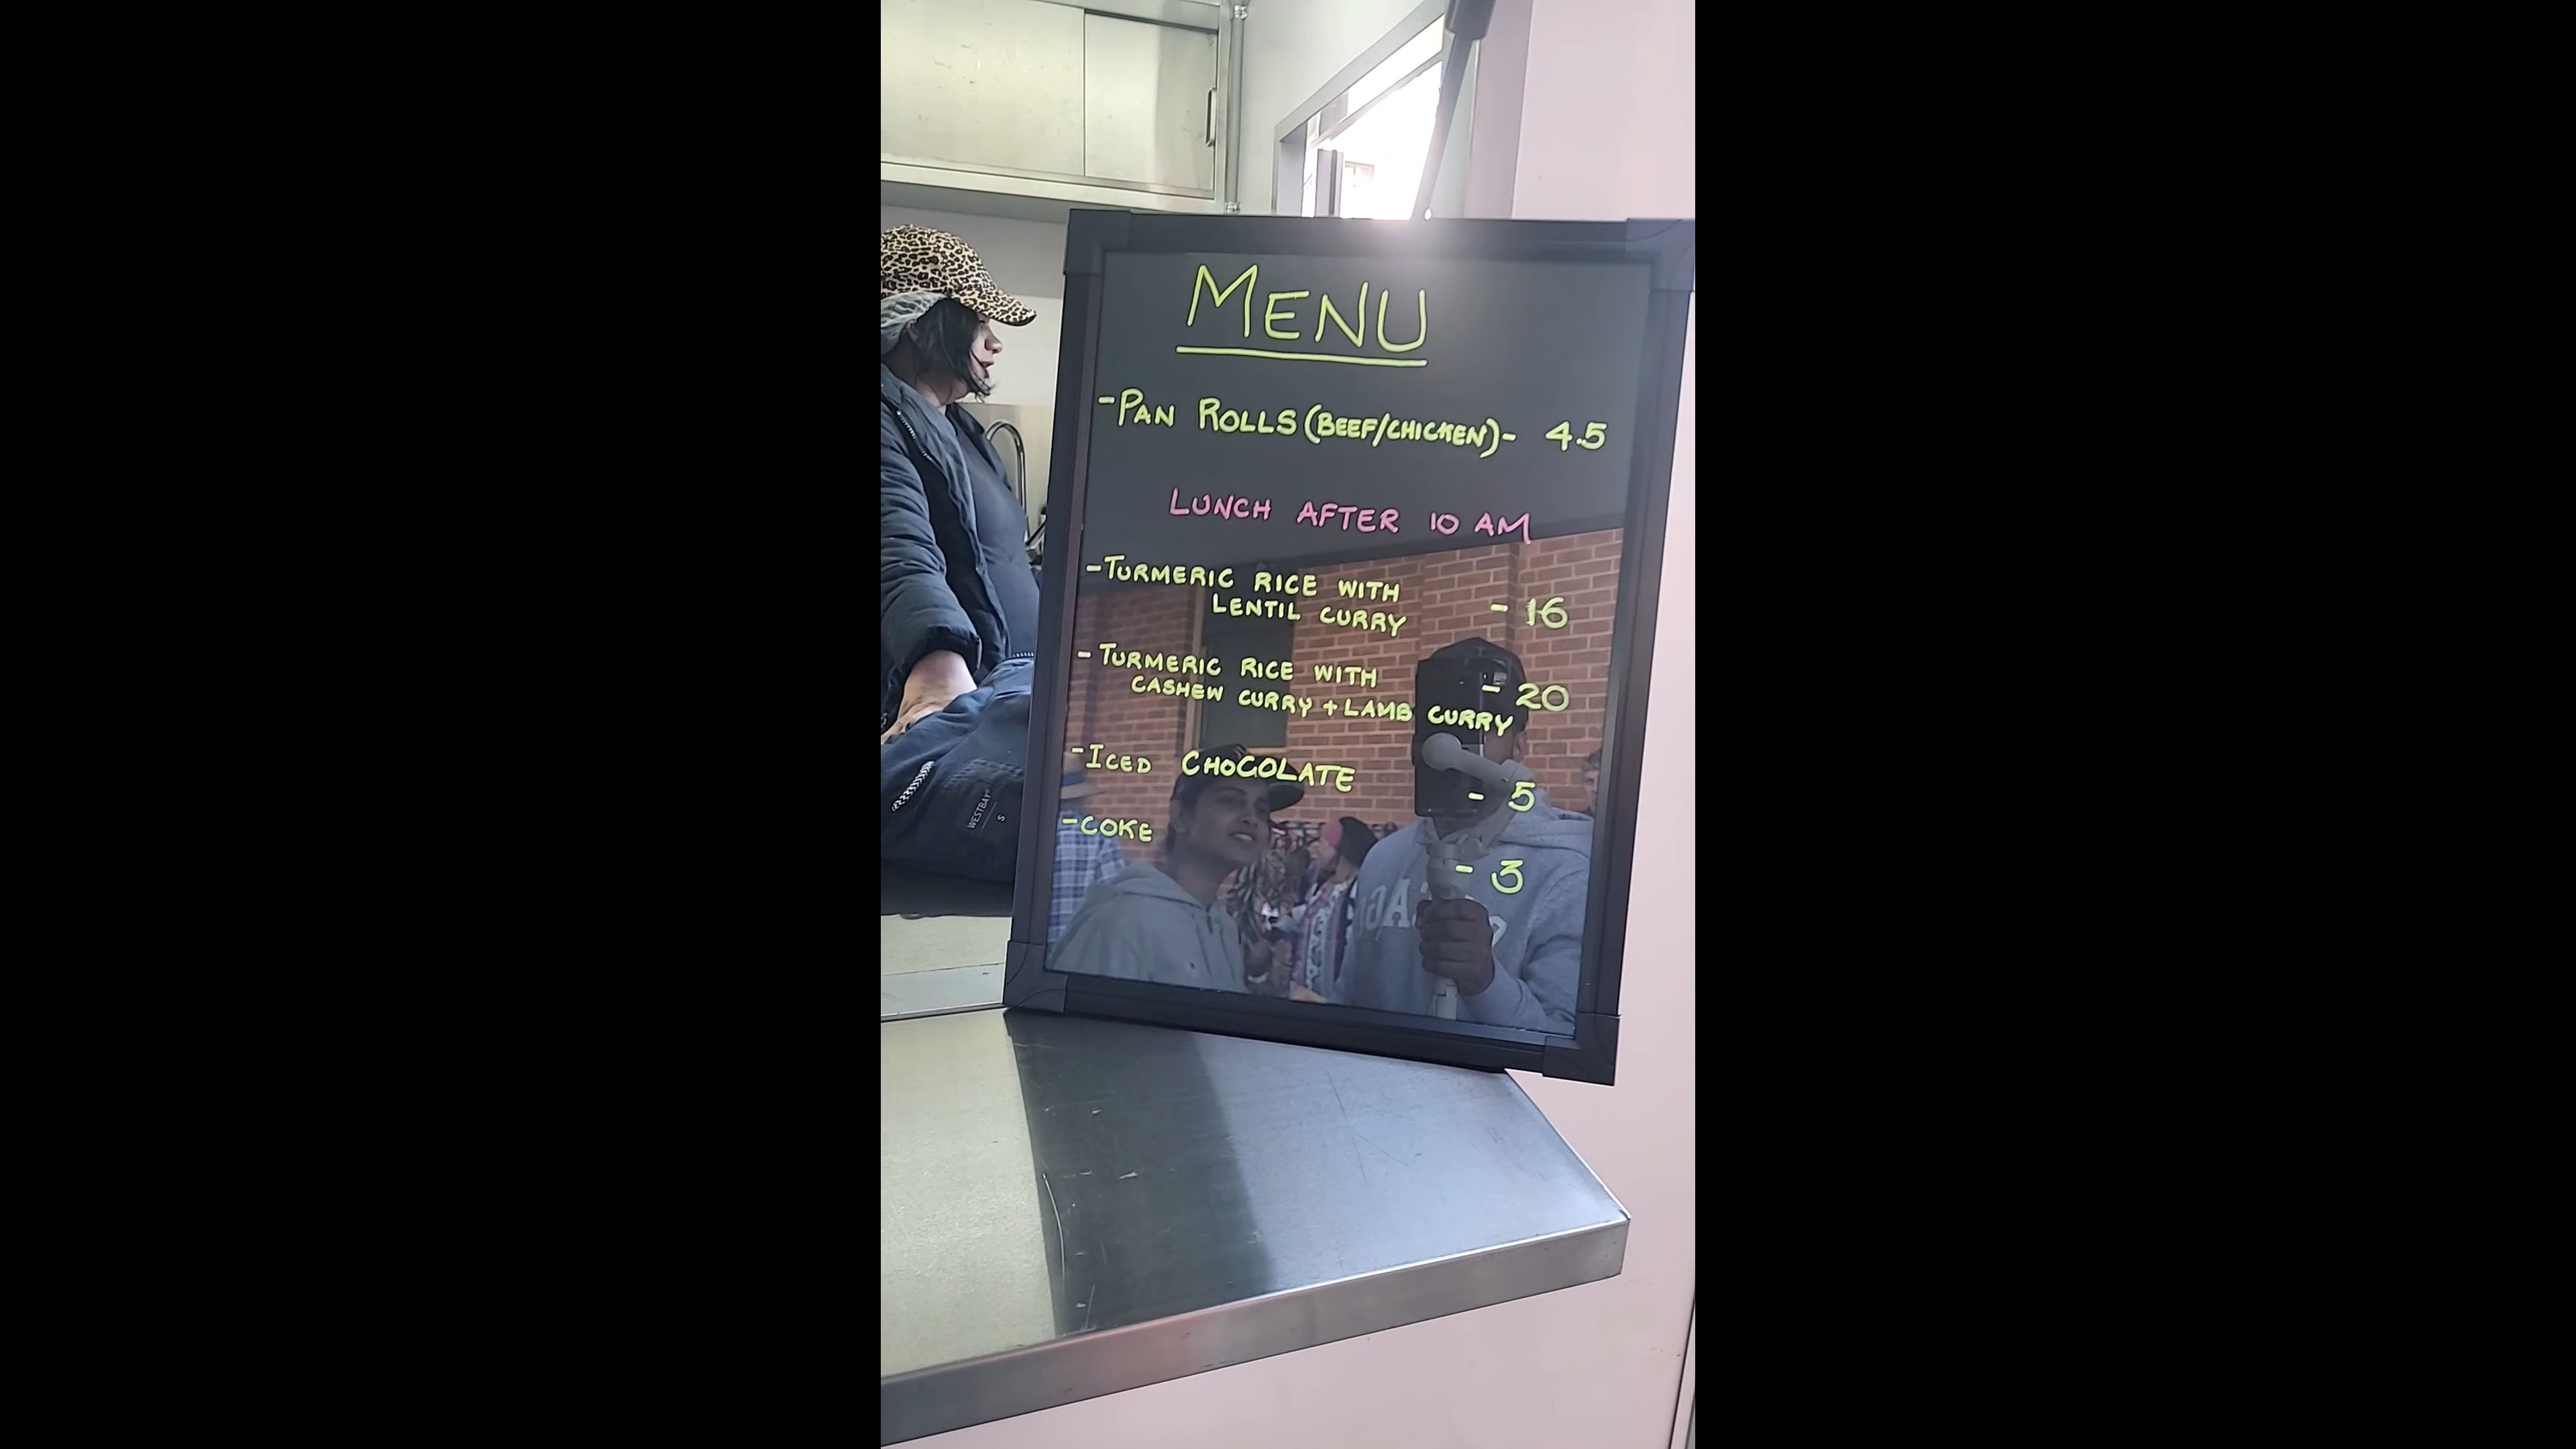 MENU
- PAN ROLLS (BEEF/CHICKEN) - 4.5
LUNCH AFTER 10 AM
- TURMERIC RICE WITH
LENTIL CURRY - 16
- TURMERIC RICE WITH
CASHEW CURRY + LAMB CURRY - 20
- ICED CHOCOLATE - 5
- COKE - 3
WESTBAY
S